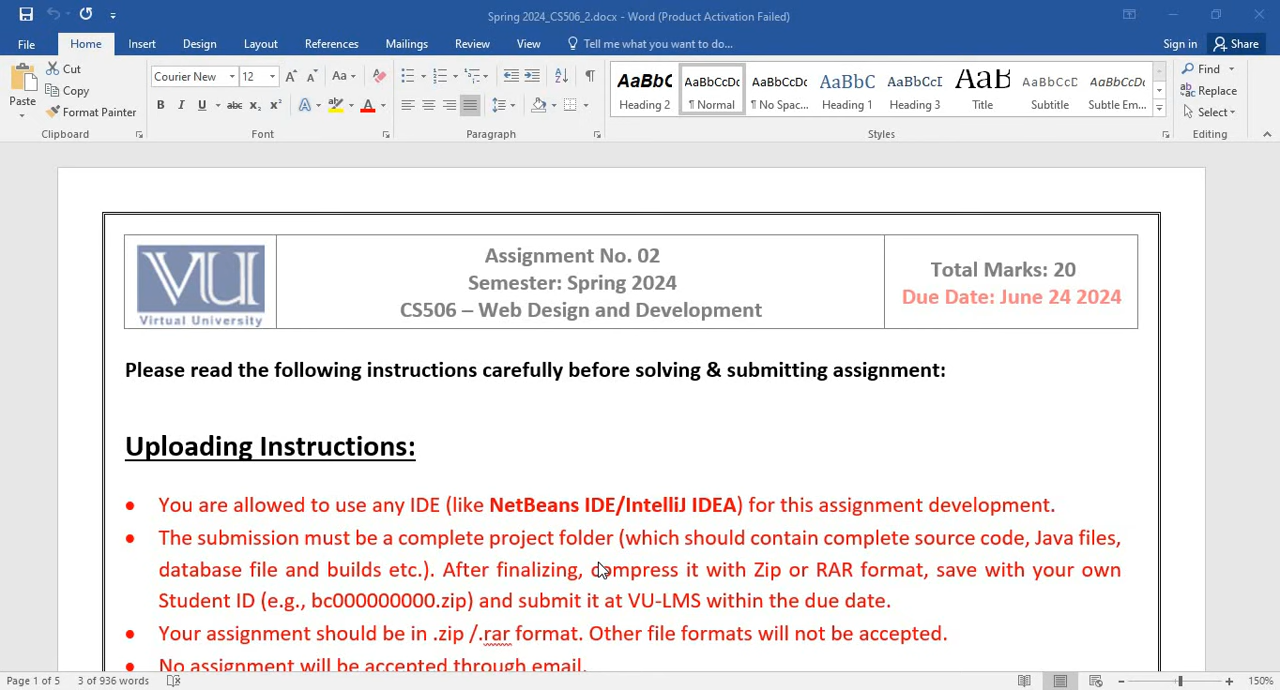 Spring 2024_CS506_2.docx - Word (Product Activation Failed)
File Home Insert Design Layout References Mailings Review View Tell me what you want to do... Sign in Share
Paste
Cut
Copy
Format Painter
Clipboard
Courier New 12
B I U abc x₂ x²
Font
Paragraph
AaBbC AaBbCcDc AaBbCcDc AaBbC AaBbCcD AaB AaBbCcD AaBbCcDc
Heading 2 ¶ Normal ¶ No Spac... Heading 1 Heading 3 Title Subtitle Subtle Em...
Styles
Find
Replace
Select
Editing
VU
Virtual University
Assignment No. 02
Semester: Spring 2024
CS506 – Web Design and Development
Total Marks: 20
Due Date: June 24 2024
Please read the following instructions carefully before solving & submitting assignment:
Uploading Instructions:
• You are allowed to use any IDE (like NetBeans IDE/IntelliJ IDEA) for this assignment development.
• The submission must be a complete project folder (which should contain complete source code, Java files,
database file and builds etc.). After finalizing, compress it with Zip or RAR format, save with your own
Student ID (e.g., bc000000000.zip) and submit it at VU-LMS within the due date.
• Your assignment should be in .zip /.rar format. Other file formats will not be accepted.
• No assignment will be accepted through email.
Page 1 of 5 3 of 936 words 150%